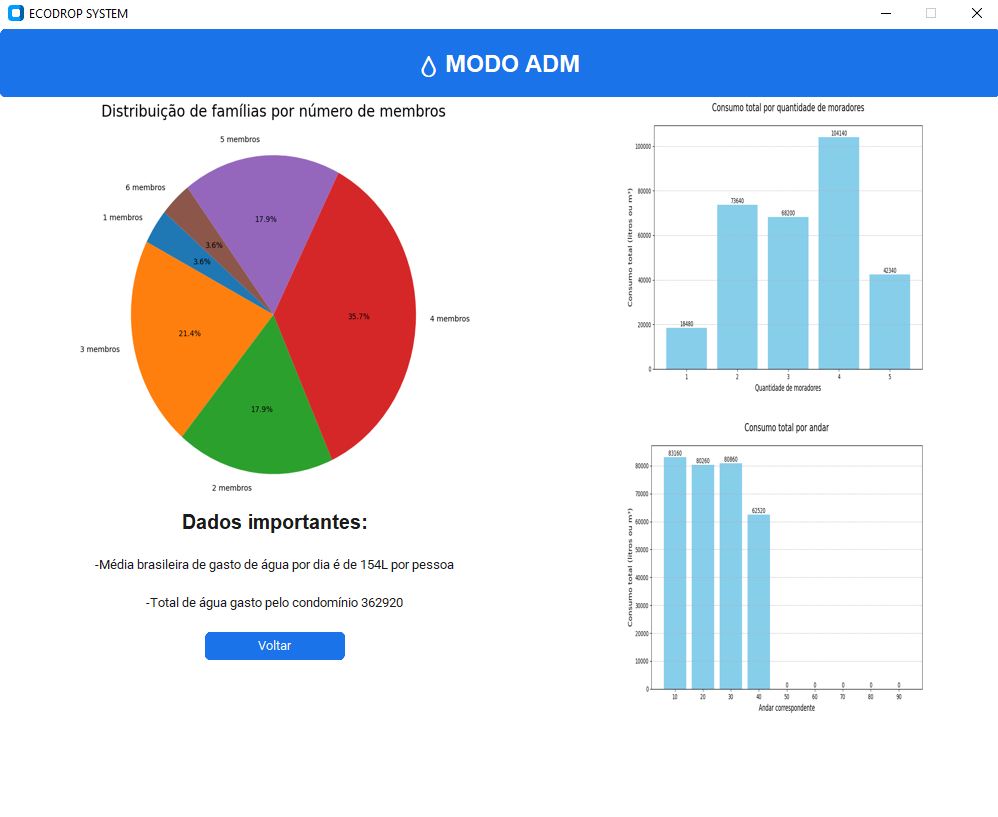 ECODROP SYSTEM
MODO ADM
Distribuição de famílias por número de membros
5 membros
6 membros
1 membros
3 membros
2 membros
4 membros
17.9%
3.6%
3.6%
21.4%
17.9%
35.7%
Dados importantes:
-Média brasileira de gasto de água por dia é de 154L por pessoa
-Total de água gasto pelo condomínio 362920
Voltar
Consumo total por quantidade de moradores
Consumo total (litros ou m³)
100000
80000
60000
40000
20000
0
18480
73640
68200
104140
42340
1 2 3 4 5
Quantidade de moradores
Consumo total por andar
Consumo total (litros ou m³)
80000
70000
60000
50000
40000
30000
20000
10000
0
83160
80260
80860
62520
0 0 0 0 0
10 20 30 40 50 60 70 80 90
Andar correspondente